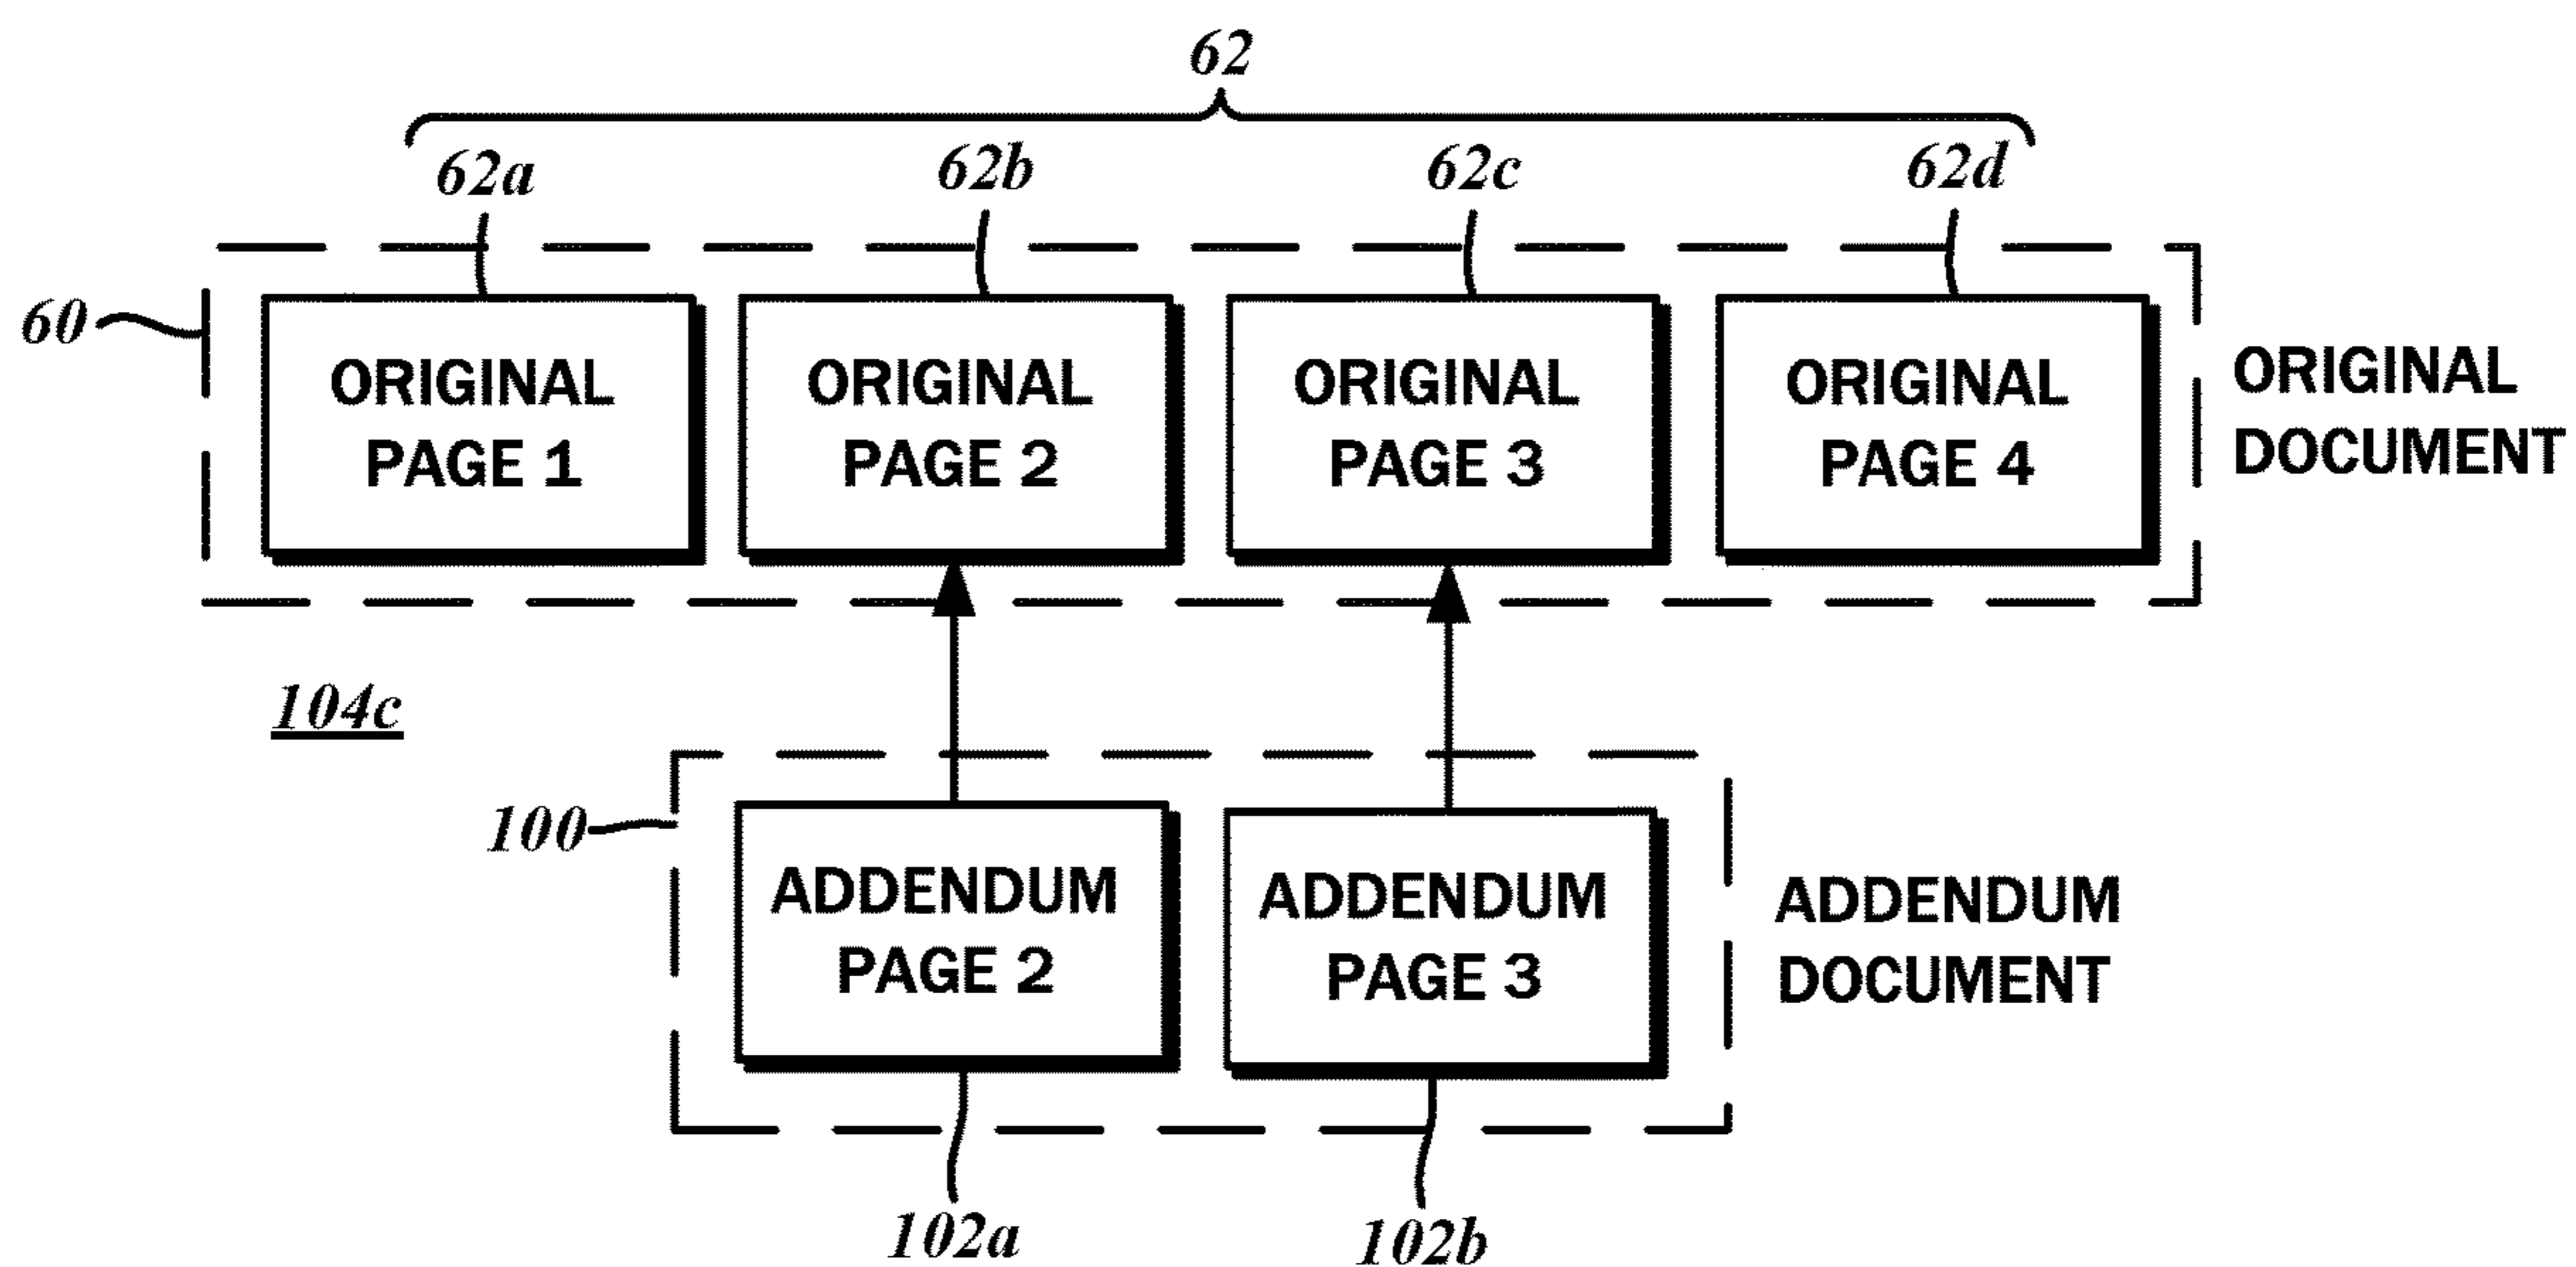 62
62a 62b 62c 62d
60
ORIGINAL
PAGE 1
ORIGINAL
PAGE 2
ORIGINAL
PAGE 3
ORIGINAL
PAGE 4
ORIGINAL
DOCUMENT
104c
100
ADDENDUM
PAGE 2
ADDENDUM
PAGE 3
ADDENDUM
DOCUMENT
102a 102b